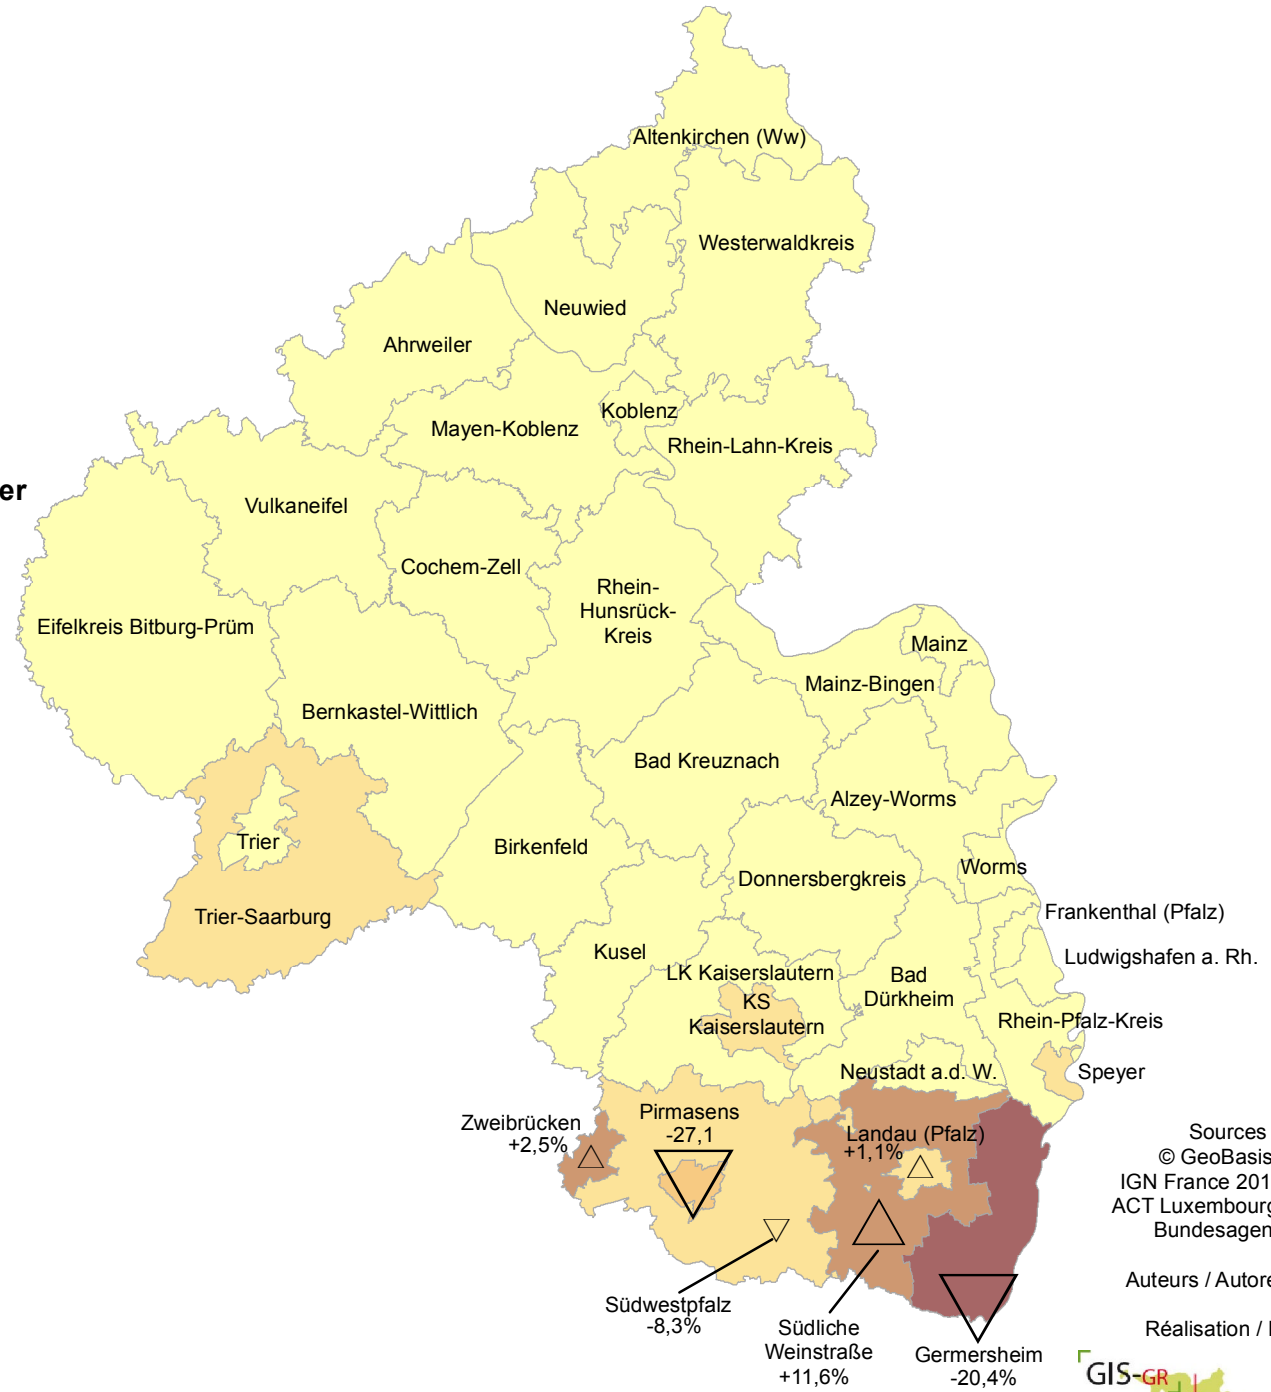 Altenkirchen (Ww)
Westerwaldkreis
Neuwied
Ahrweiler
Koblenz
Mayen-Koblenz
Rhein-Lahn-Kreis
er
Vulkaneifel
Cochem-Zell
Rhein-
Hunsrück-
Kreis
Eifelkreis Bitburg-Prüm
Mainz
Mainz-Bingen
Bernkastel-Wittlich
Bad Kreuznach
Alzey-Worms
Trier
Birkenfeld
Worms
Donnersbergkreis
Frankenthal (Pfalz)
Trier-Saarburg
Kusel
Ludwigshafen a. Rh.
LK Kaiserslautern
Bad
Dürkheim
KS
Kaiserslautern
Rhein-Pfalz-Kreis
Neustadt a.d. W.
Speyer
Zweibrücken
+2,5%
Pirmasens
-27,1
Landau (Pfalz)
+1,1%
Sources
© GeoBasis
IGN France 201
ACT Luxembourg
Bundesagen
Auteurs / Autore
Réalisation / 
Südwestpfalz
-8,3%
Südliche
Weinstraße
+11,6%
Germersheim
-20,4%
GIS-GR